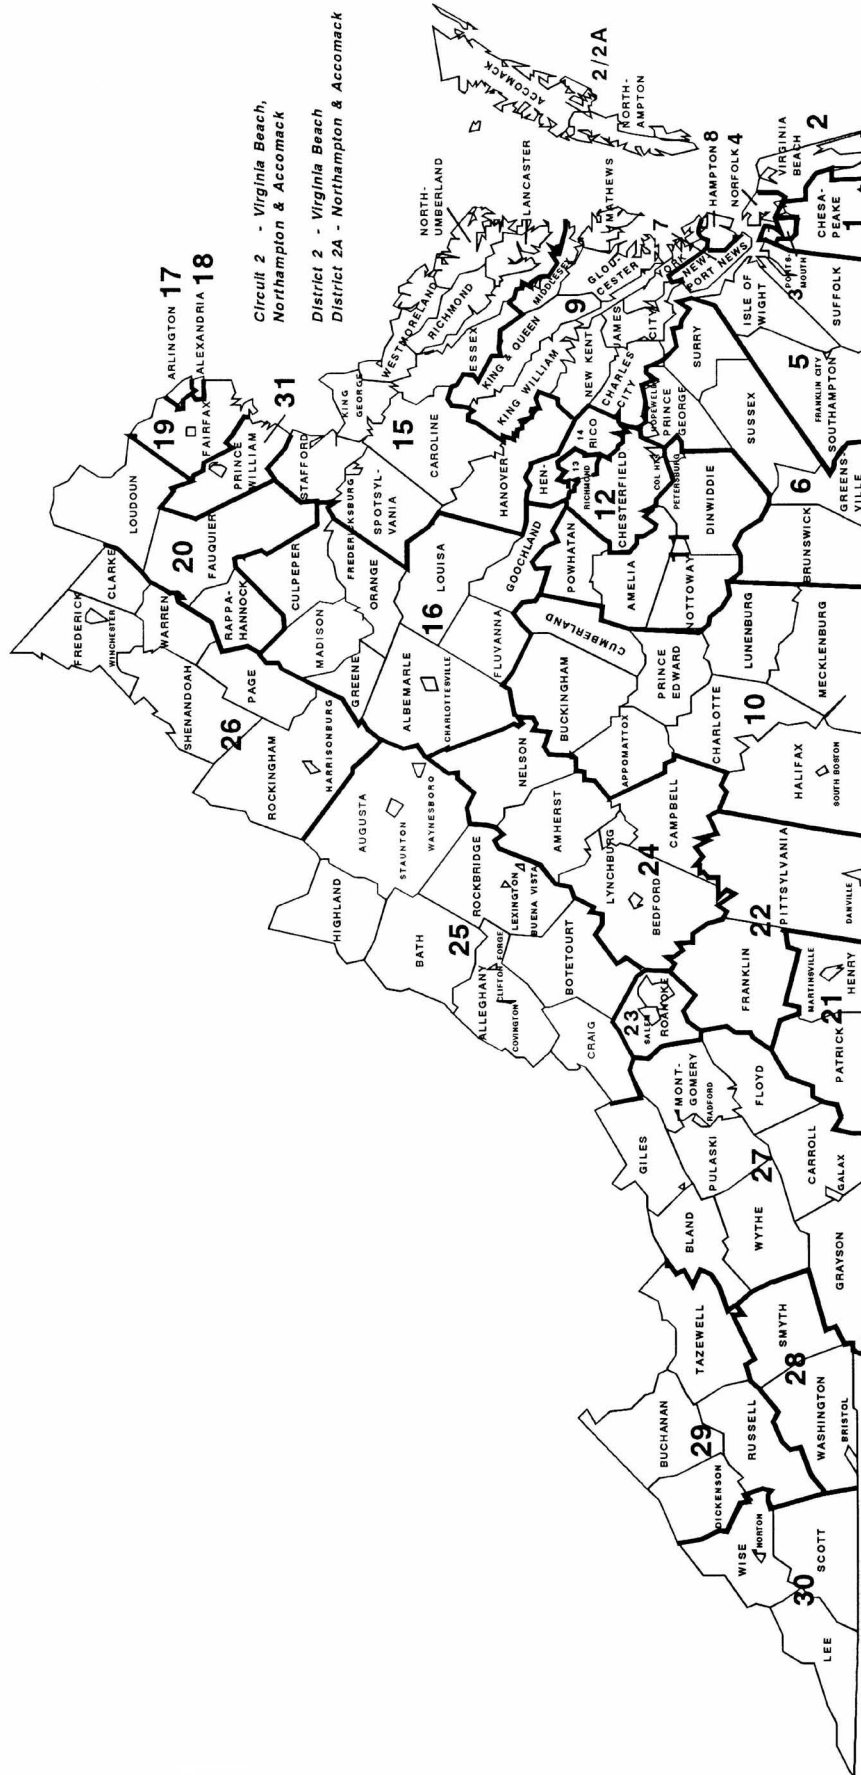 ARLINGTON 17
ALEXANDRIA 18
Circuit 2 - Virginia Beach,
Northampton & Accomack
District 2 - Virginia Beach
District 2A - Northampton & Accomack
ACCOMACK
2/2A
NORTH-
AMPTON
NORTH-
UMBERLAND
LANCASTER
MATHEWS
HAMPTON 8
NORFOLK 4
VIRGINIA
BEACH
2
CHESA-
PEAKE
1
PORTS-
MOUTH
3
SUFFOLK
ISLE OF
WIGHT
5
FRANKLIN CITY
SOUTHAMPTON
NEW-
PORT NEWS
7
YORK
GLOU-
CESTER
MIDDLESEX
9
JAMES
CITY
NEW KENT
CHARLES
CITY
KING WILLIAM
KING & QUEEN
ESSEX
RICHMOND
WESTMORELAND
KING
GEORGE
15
CAROLINE
HANOVER
STAFFORD
FREDERICKSBURG
SPOTSYL-
VANIA
31
PRINCE
WILLIAM
19
FAIRFAX
LOUDOUN
20
FAUQUIER
RAPPA-
HANNOCK
CULPEPER
MADISON
ORANGE
GREENE
LOUISA
16
ALBEMARLE
CHARLOTTESVILLE
FLUVANNA
GOOCHLAND
HEN-
RICO
14
13
RICHMOND
12
CHESTERFIELD
COL HTS
HOPEWELL
PRINCE
GEORGE
SURRY
SUSSEX
6
GREENS-
VILLE
BRUNSWICK
PETERSBURG
DINWIDDIE
11
NOTTOWAY
AMELIA
POWHATAN
CUMBERLAND
BUCKINGHAM
PRINCE
EDWARD
APPOMATTOX
CHARLOTTE
LUNENBURG
MECKLENBURG
10
HALIFAX
SOUTH BOSTON
FREDERICK
WINCHESTER
CLARKE
WARREN
SHENANDOAH
PAGE
26
ROCKINGHAM
HARRISONBURG
AUGUSTA
STAUNTON
WAYNESBORO
HIGHLAND
BATH
25
ROCKBRIDGE
LEXINGTON
BUENA VISTA
ALLEGHANY
CLIFTON FORGE
COVINGTON
BOTETOURT
CRAIG
NELSON
AMHERST
LYNCHBURG
24
BEDFORD
CAMPBELL
22
PITTSYLVANIA
DANVILLE
FRANKLIN
23
SALEM
ROANOKE
MARTINSVILLE
21
HENRY
PATRICK
MONT-
GOMERY
RADFORD
FLOYD
GILES
PULASKI
27
CARROLL
GALAX
BLAND
WYTHE
GRAYSON
TAZEWELL
SMYTH
28
WASHINGTON
BRISTOL
BUCHANAN
29
RUSSELL
DICKENSON
WISE
NORTON
30
SCOTT
LEE